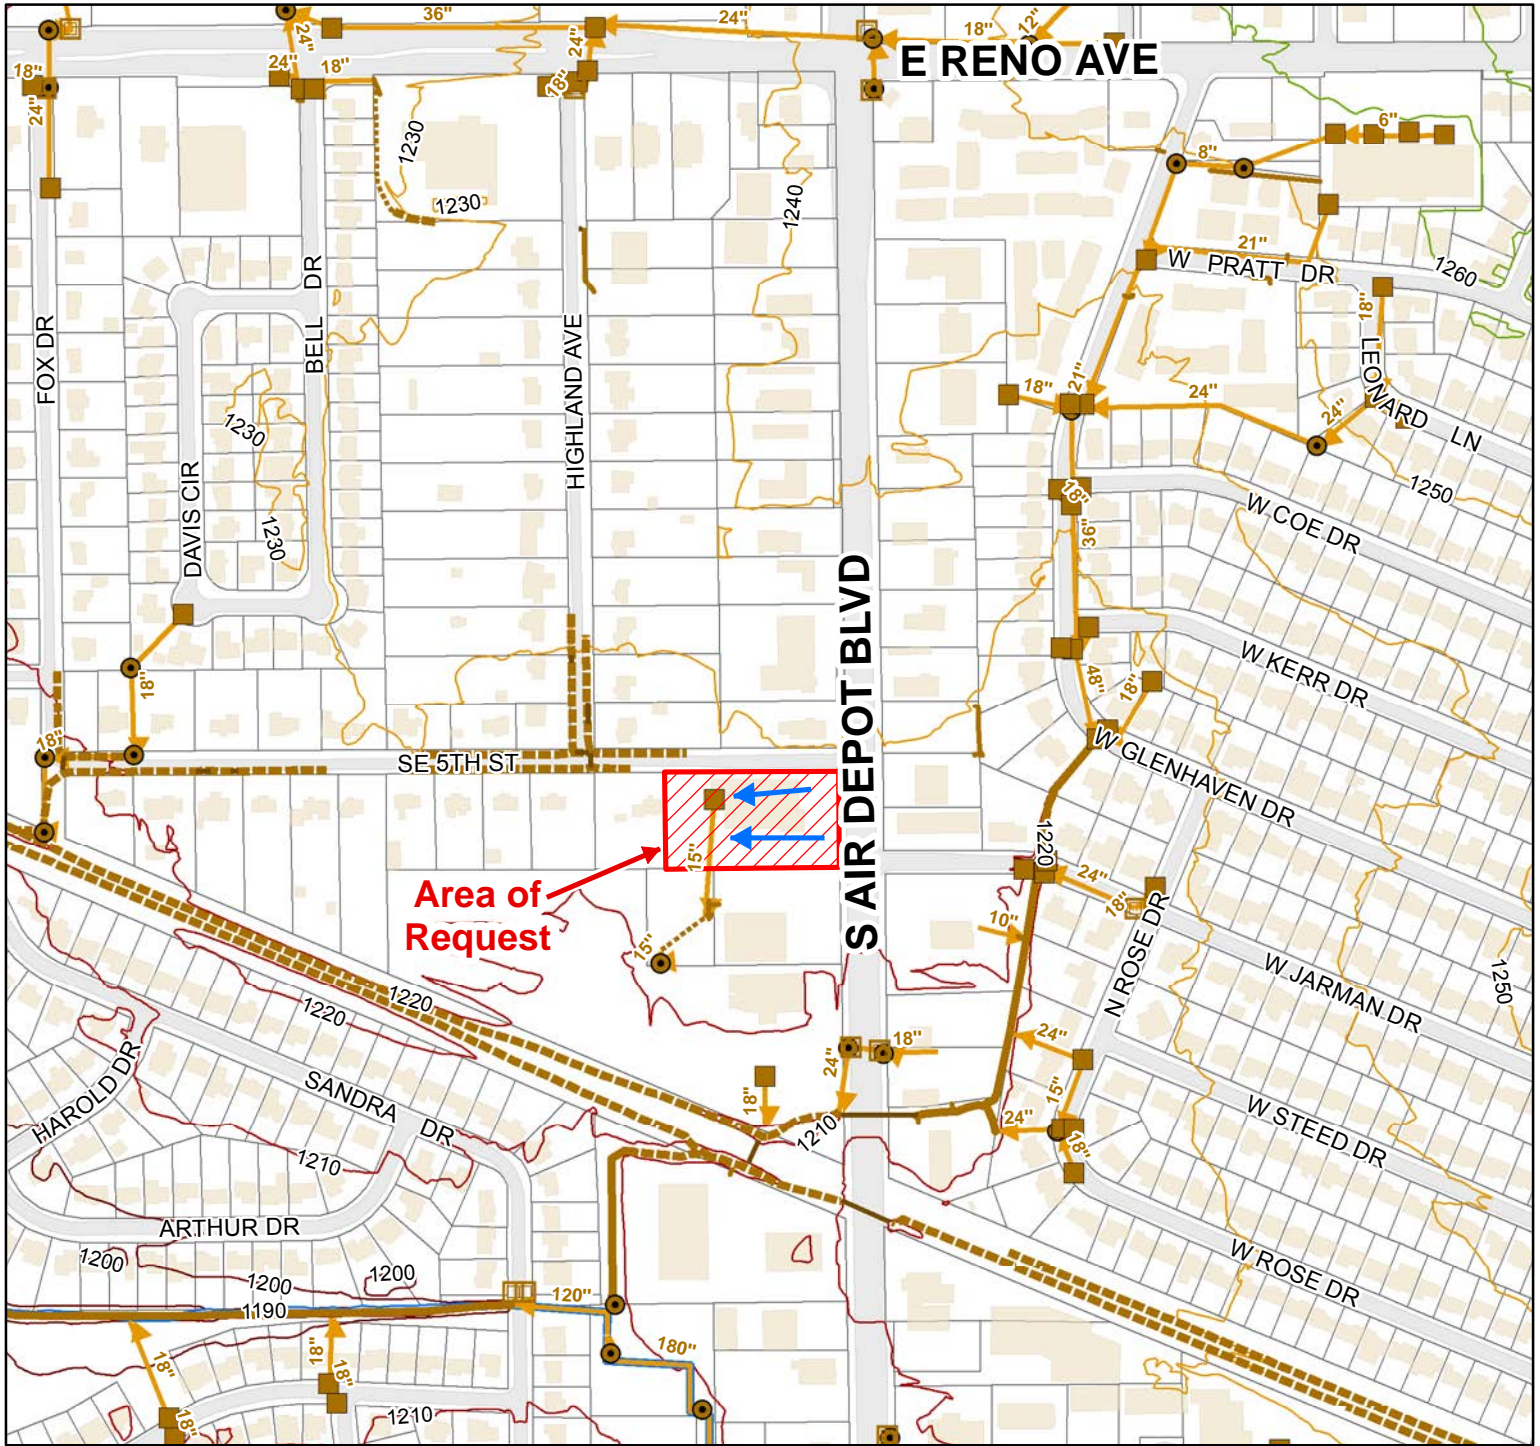 36"
24"
18"
12"
E RENO AVE
24"
24"
18"
24"
18"
18"
24"
6"
8"
1230
1230
1240
21"
W PRATT DR
1260
18"
BELL DR
FOX DR
HIGHLAND AVE
LEONARD LN
21"
18"
24"
24"
1230
DAVIS CIR
1230
1250
18"
W COE DR
36"
S AIR DEPOT BLVD
W KERR DR
48"
18"
18"
18"
SE 5TH ST
W GLENHAVEN DR
1220
15"
Area of
Request
24"
18"
10"
15"
N ROSE DR
W JARMAN DR
1250
1220
1220
24"
18"
24"
15"
18"
HAROLD DR
SANDRA DR
1210
24"
18"
W STEED DR
1210
ARTHUR DR
W ROSE DR
1200
1200
1200
1190
120"
180"
18"
18"
18"
18"
1210